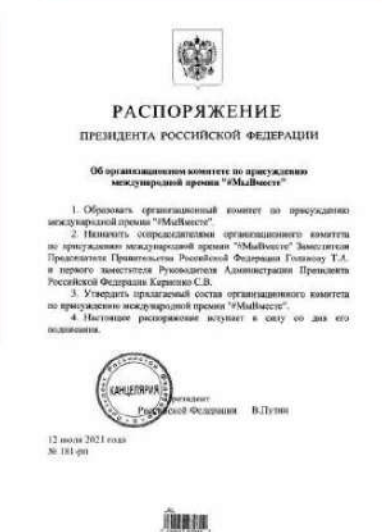 РАСПОРЯЖЕНИЕ
ПРЕЗИДЕНТА РОССИЙСКОЙ ФЕДЕРАЦИИ
Об организационном комитете по присуждению
международной премии "#МыВместе"
1. Образовать организационный комитет по присуждению
международной премии "#МыВместе".
2. Назначить сопредседателями организационного комитета
по присуждению международной премии "#МыВместе" Заместителя
Председателя Правительства Российской Федерации Голикову Т.А.
и первого заместителя Руководителя Администрации Президента
Российской Федерации Кириенко С.В.
3. Утвердить прилагаемый состав организационного комитета
по присуждению международной премии "#МыВместе".
4. Настоящее распоряжение вступает в силу со дня его
подписания.
КАНЦЕЛЯРИЯ
Президент
Российской Федерации В.Путин
12 июля 2021 года
№ 181-рп